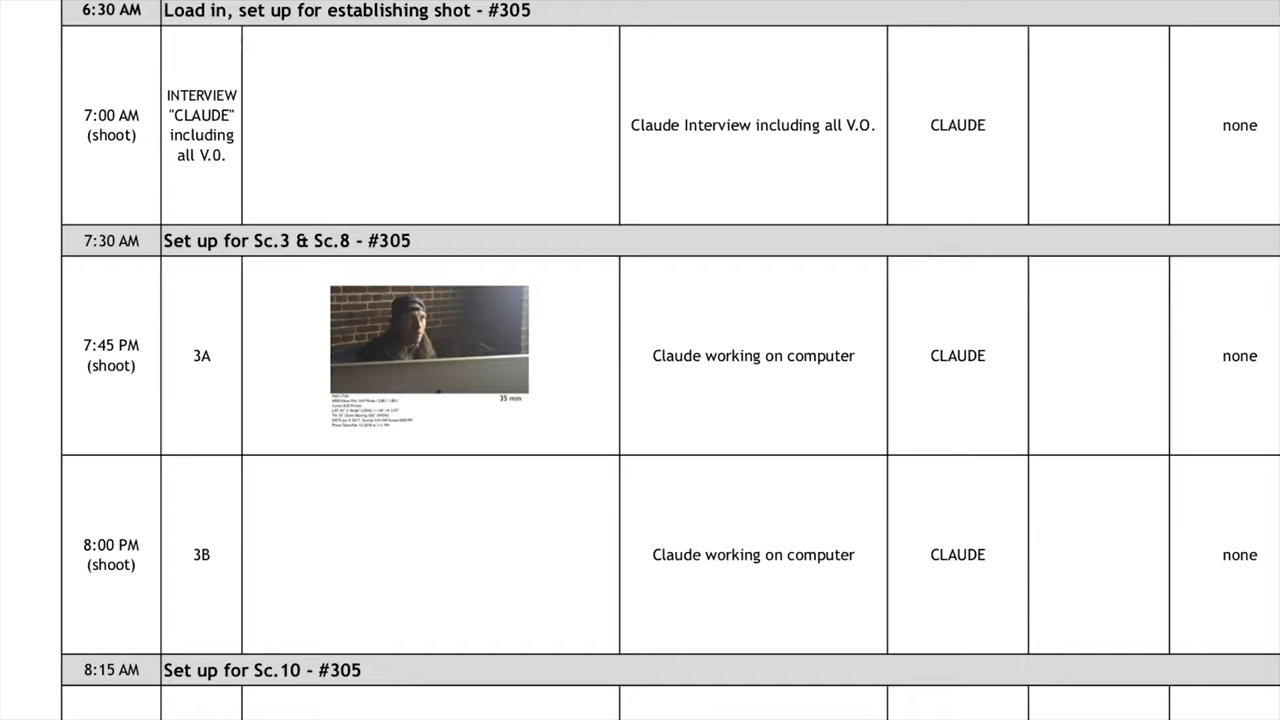 6:30 AM Load in, set up for establishing shot - #305
7:00 AM
(shoot)
INTERVIEW
"CLAUDE"
including
all V.0.
Claude Interview including all V.O.
CLAUDE
none
7:30 AM Set up for Sc.3 & Sc.8 - #305
7:45 PM
(shoot)
3A
35 mm
Claude working on computer
CLAUDE
none
8:00 PM
(shoot)
3B
Claude working on computer
CLAUDE
none
8:15 AM Set up for Sc.10 - #305